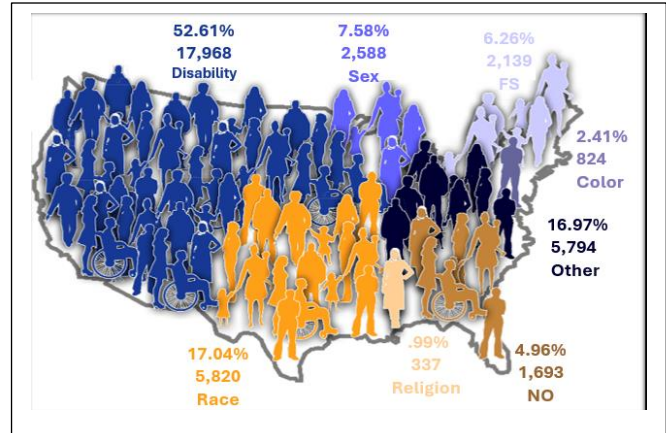 52.61%
17,968
Disability
7.58%
2,588
Sex
6.26%
2,139
FS
2.41%
824
Color
16.97%
5,794
Other
17.04%
5,820
Race
.99%
337
Religion
4.96%
1,693
NO